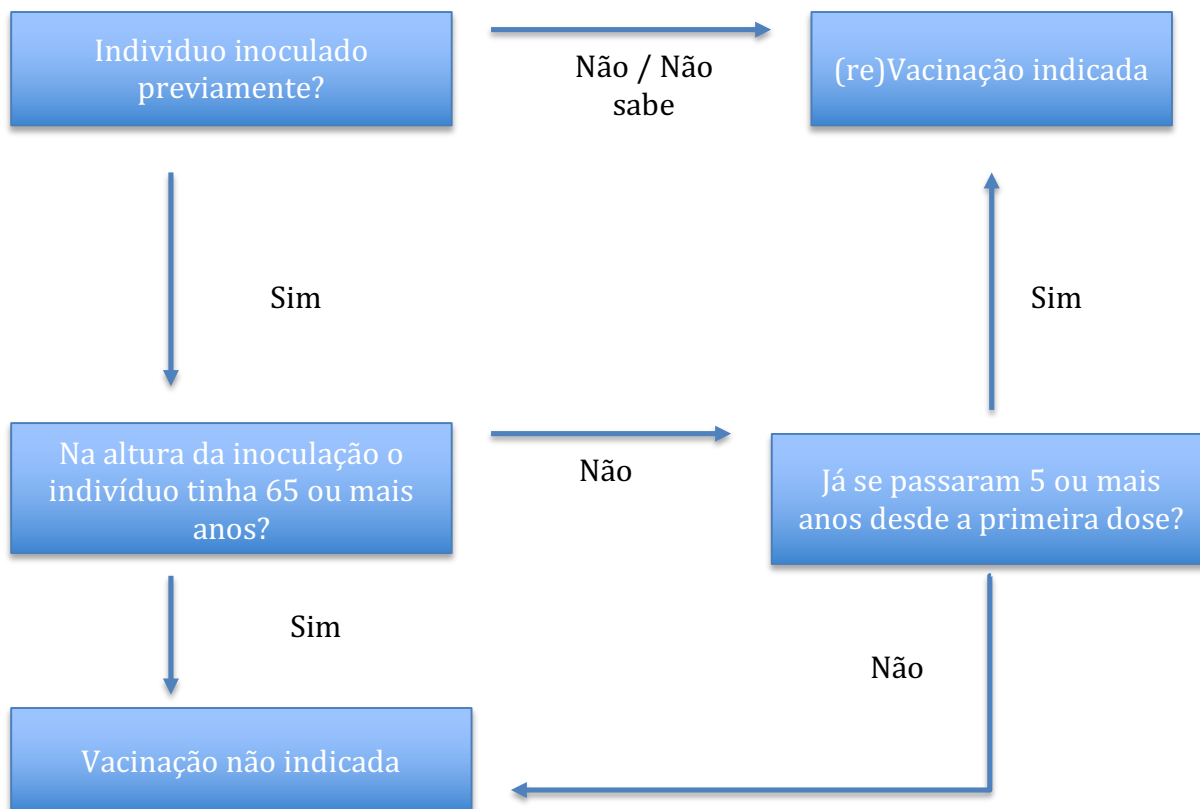 Individuo inoculado
previamente?
Não / Não
sabe
(re)Vacinação indicada
Sim
Sim
Na altura da inoculação o
indivíduo tinha 65 ou mais
anos?
Não
Já se passaram 5 ou mais
anos desde a primeira dose?
Sim
Não
Vacinação não indicada